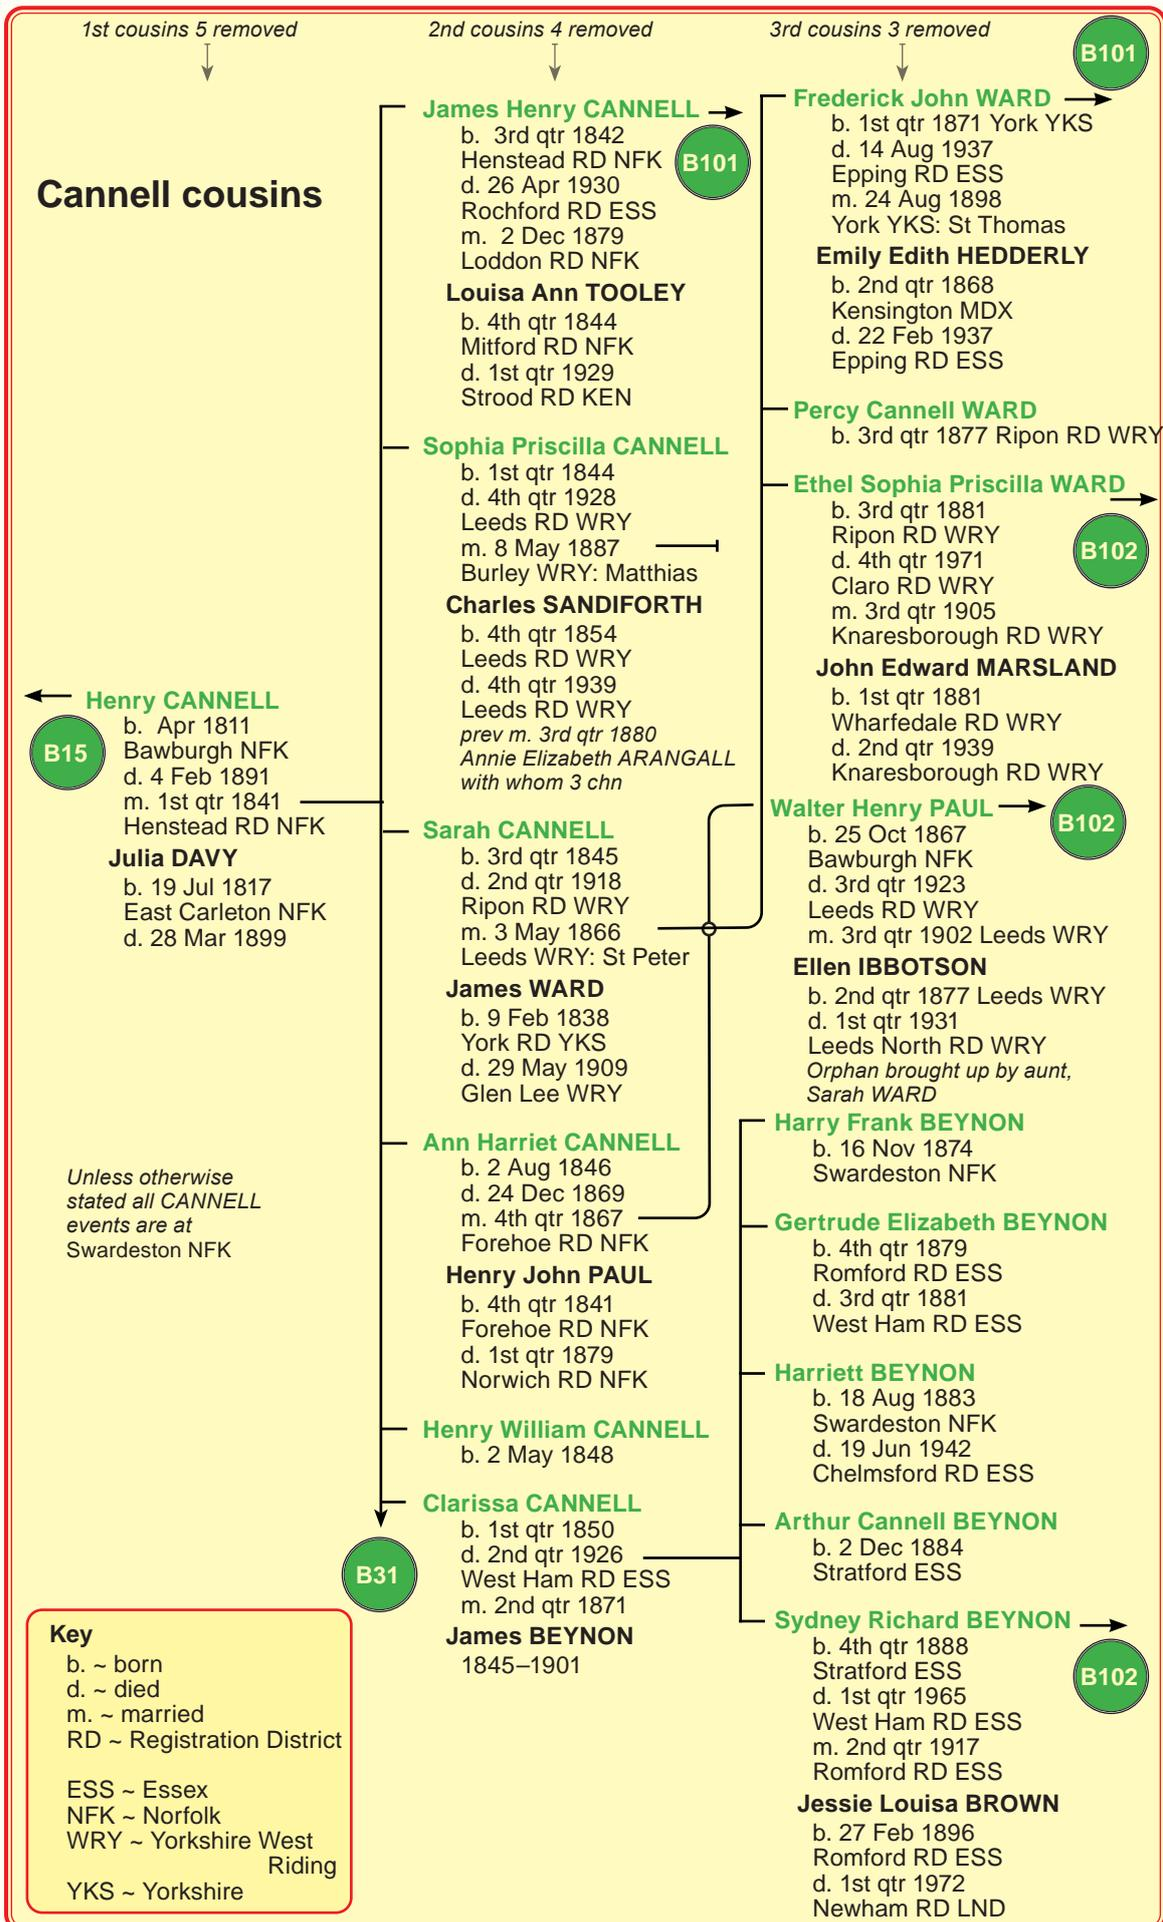 1st cousins 5 removed
2nd cousins 4 removed
3rd cousins 3 removed
Cannell cousins
Henry CANNELL
B15
b. Apr 1811
Bawburgh NFK
d. 4 Feb 1891
m. 1st qtr 1841
Henstead RD NFK
Julia DAVY
b. 19 Jul 1817
East Carleton NFK
d. 28 Mar 1899
Unless otherwise
stated all CANNELL
events are at
Swardeston NFK
James Henry CANNELL
B101
b. 3rd qtr 1842
Henstead RD NFK
d. 26 Apr 1930
Rochford RD ESS
m. 2 Dec 1879
Loddon RD NFK
Louisa Ann TOOLEY
b. 4th qtr 1844
Mitford RD NFK
d. 1st qtr 1929
Strood RD KEN
Sophia Priscilla CANNELL
b. 1st qtr 1844
d. 4th qtr 1928
Leeds RD WRY
m. 8 May 1887
Burley WRY: Matthias
Charles SANDIFORTH
b. 4th qtr 1854
Leeds RD WRY
d. 4th qtr 1939
Leeds RD WRY
prev m. 3rd qtr 1880
Annie Elizabeth ARANGALL
with whom 3 chn
Sarah CANNELL
b. 3rd qtr 1845
d. 2nd qtr 1918
Ripon RD WRY
m. 3 May 1866
Leeds WRY: St Peter
James WARD
b. 9 Feb 1838
York RD YKS
d. 29 May 1909
Glen Lee WRY
Ann Harriet CANNELL
b. 2 Aug 1846
d. 24 Dec 1869
m. 4th qtr 1867
Forehoe RD NFK
Henry John PAUL
b. 4th qtr 1841
Forehoe RD NFK
d. 1st qtr 1879
Norwich RD NFK
Henry William CANNELL
b. 2 May 1848
Clarissa CANNELL
b. 1st qtr 1850
d. 2nd qtr 1926
West Ham RD ESS
m. 2nd qtr 1871
James BEYNON
1845–1901
B31
B101
Frederick John WARD
b. 1st qtr 1871 York YKS
d. 14 Aug 1937
Epping RD ESS
m. 24 Aug 1898
York YKS: St Thomas
Emily Edith HEDDERLY
b. 2nd qtr 1868
Kensington MDX
d. 22 Feb 1937
Epping RD ESS
Percy Cannell WARD
b. 3rd qtr 1877 Ripon RD WRY
Ethel Sophia Priscilla WARD
B102
b. 3rd qtr 1881
Ripon RD WRY
d. 4th qtr 1971
Claro RD WRY
m. 3rd qtr 1905
Knaresborough RD WRY
John Edward MARSLAND
b. 1st qtr 1881
Wharfedale RD WRY
d. 2nd qtr 1939
Knaresborough RD WRY
Walter Henry PAUL
B102
b. 25 Oct 1867
Bawburgh NFK
d. 3rd qtr 1923
Leeds RD WRY
m. 3rd qtr 1902 Leeds WRY
Ellen IBBOTSON
b. 2nd qtr 1877 Leeds WRY
d. 1st qtr 1931
Leeds North RD WRY
Orphan brought up by aunt,
Sarah WARD
Harry Frank BEYNON
b. 16 Nov 1874
Swardeston NFK
Gertrude Elizabeth BEYNON
b. 4th qtr 1879
Romford RD ESS
d. 3rd qtr 1881
West Ham RD ESS
Harriett BEYNON
b. 18 Aug 1883
Swardeston NFK
d. 19 Jun 1942
Chelmsford RD ESS
Arthur Cannell BEYNON
b. 2 Dec 1884
Stratford ESS
Sydney Richard BEYNON
B102
b. 4th qtr 1888
Stratford ESS
d. 1st qtr 1965
West Ham RD ESS
m. 2nd qtr 1917
Romford RD ESS
Jessie Louisa BROWN
b. 27 Feb 1896
Romford RD ESS
d. 1st qtr 1972
Newham RD LND
Key
b. ~ born
d. ~ died
m. ~ married
RD ~ Registration District
ESS ~ Essex
NFK ~ Norfolk
WRY ~ Yorkshire West
Riding
YKS ~ Yorkshire